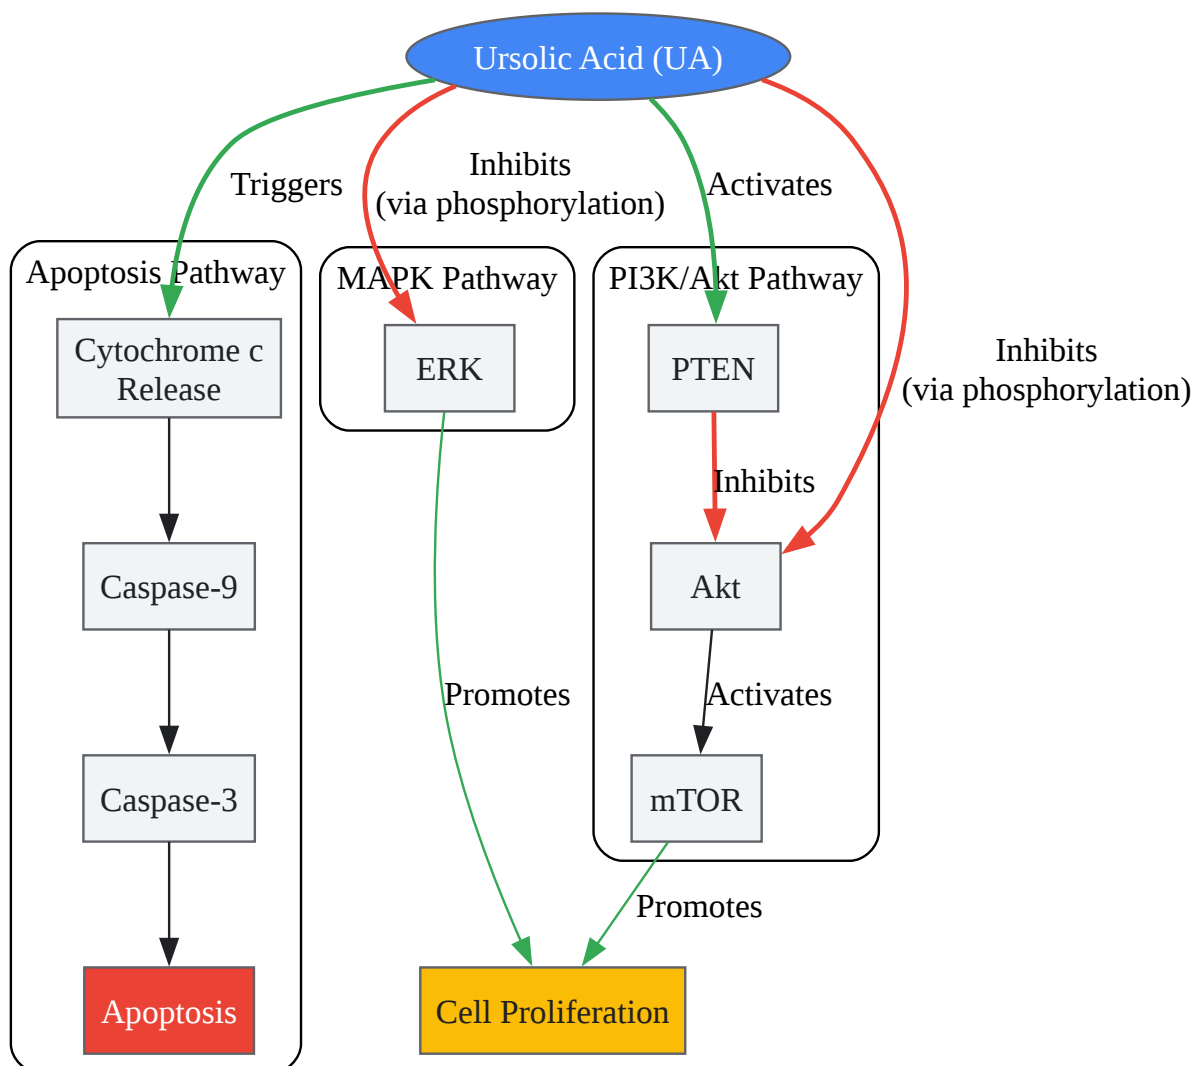 Ursolic Acid (UA)
Triggers
Inhibits
(via phosphorylation)
Activates
Apoptosis Pathway
MAPK Pathway
PI3K/Akt Pathway
Cytochrome c
Release
ERK
PTEN
Inhibits
(via phosphorylation)
Inhibits
Caspase-9
Akt
Promotes
Activates
Caspase-3
mTOR
Promotes
Apoptosis
Cell Proliferation